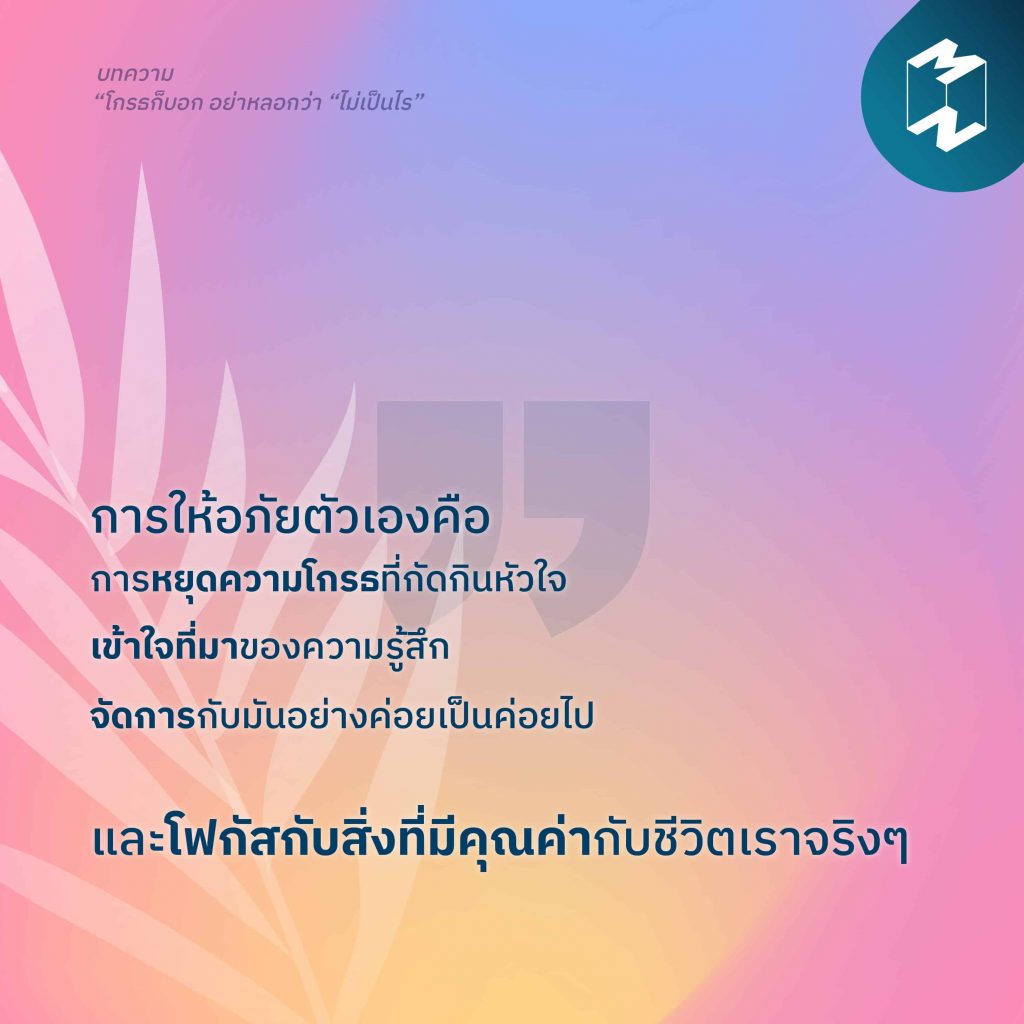 บทความ
“โกรธก็บอก อย่าหลอกว่า “ไม่เป็นไร”
การให้อภัยตัวเองคือ
การหยุดความโกรธที่กัดกินหัวใจ
เข้าใจที่มาของความรู้สึก
จัดการกับมันอย่างค่อยเป็นค่อยไป
และโฟกัสกับสิ่งที่มีคุณค่ากับชีวิตเราจริงๆ